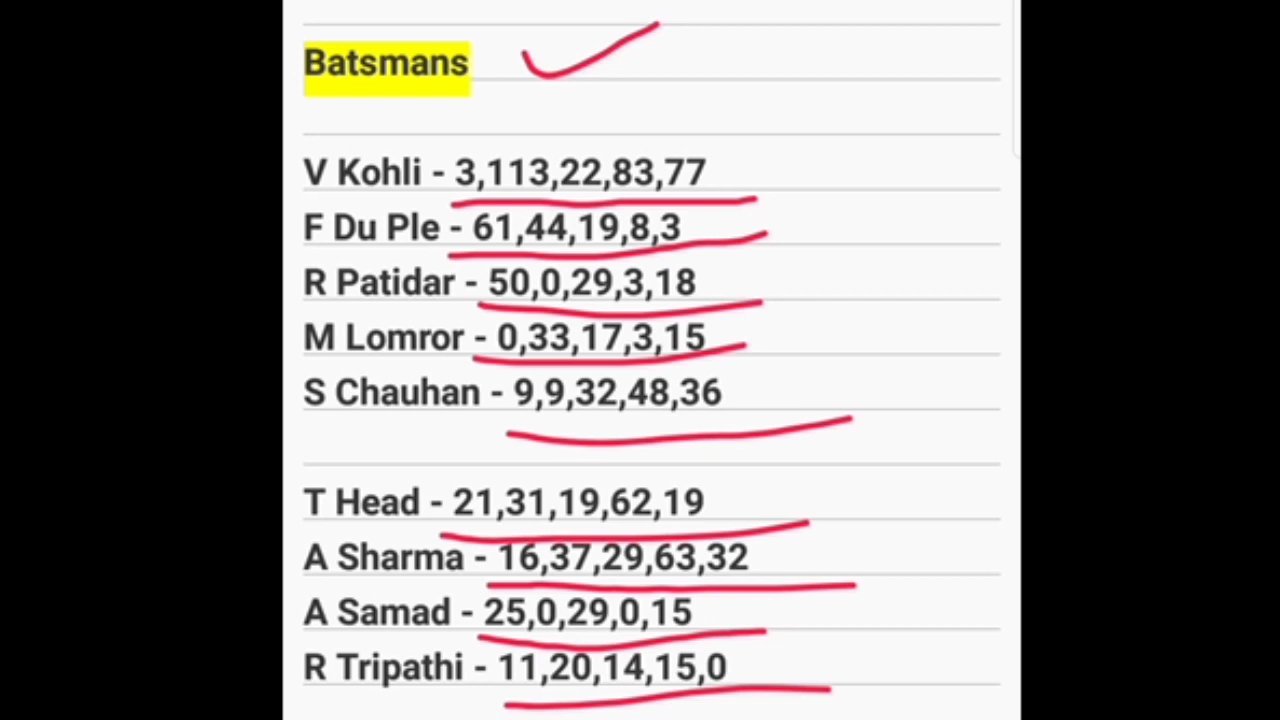 Batsmans
V Kohli - 3,113,22,83,77
F Du Ple - 61,44,19,8,3
R Patidar - 50,0,29,3,18
M Lomror - 0,33,17,3,15
S Chauhan - 9,9,32,48,36
T Head - 21,31,19,62,19
A Sharma - 16,37,29,63,32
A Samad - 25,0,29,0,15
R Tripathi - 11,20,14,15,0